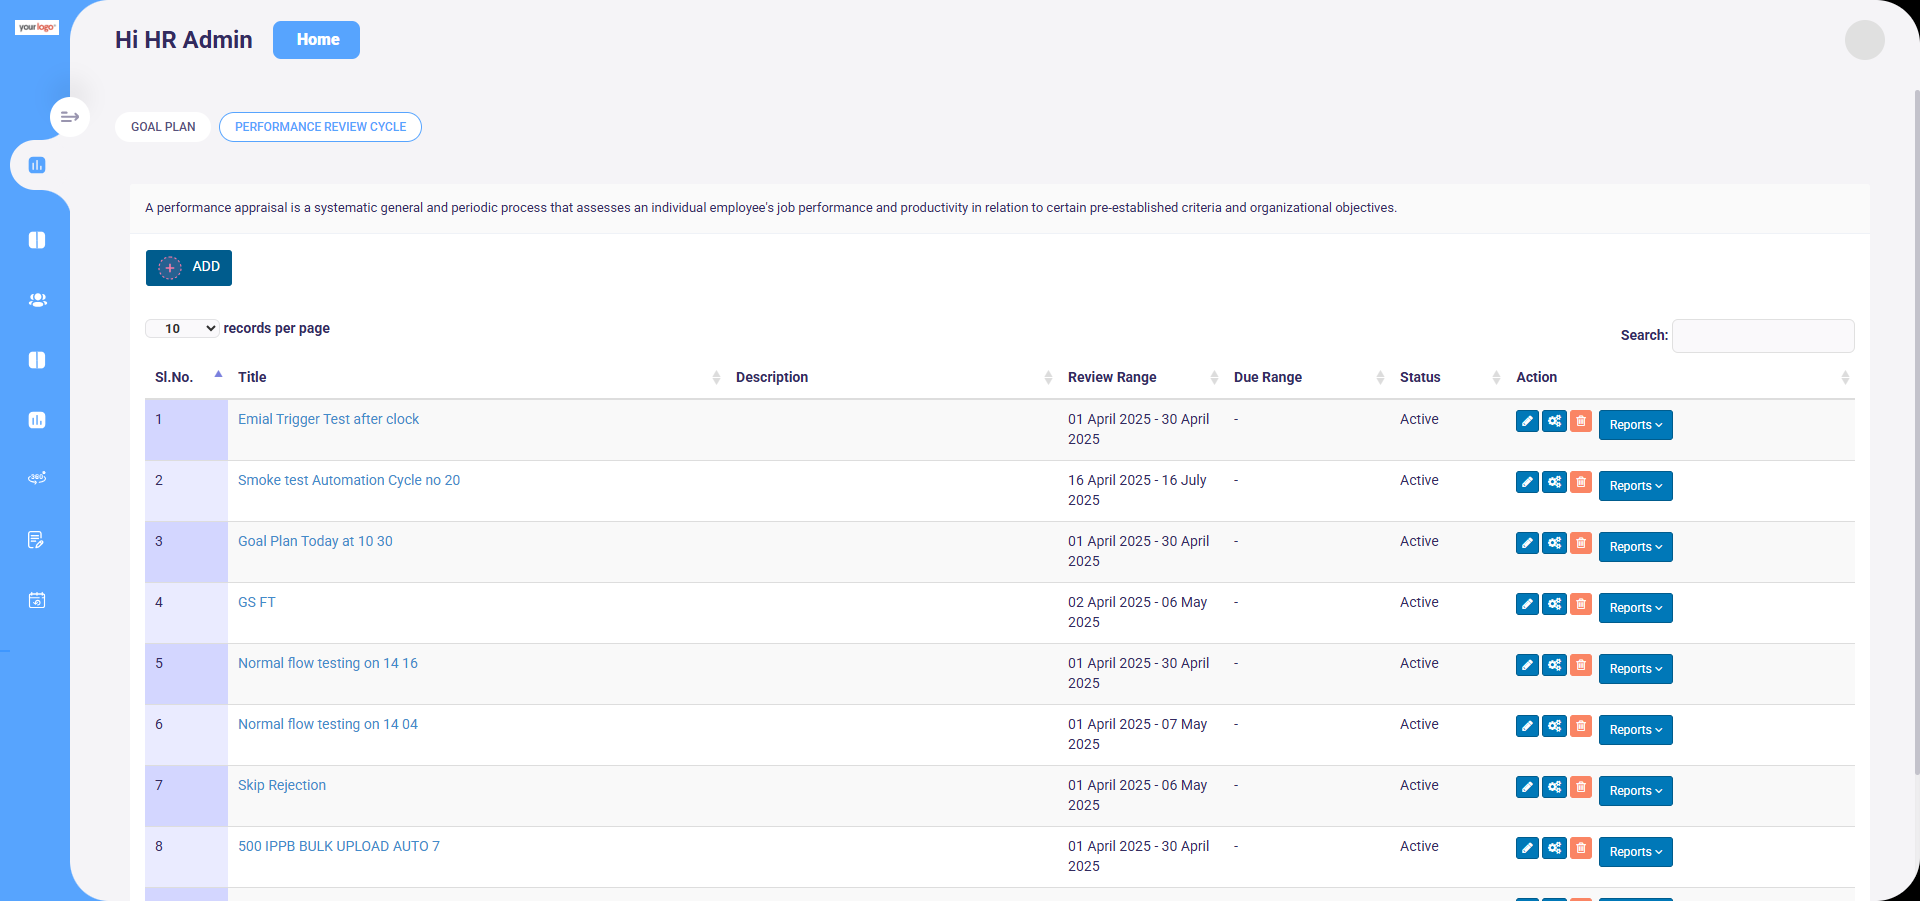 yourlogo
Hi HR Admin
Home
GOAL PLAN
PERFORMANCE REVIEW CYCLE
A performance appraisal is a systematic general and periodic process that assesses an individual employee's job performance and productivity in relation to certain pre-established criteria and organizational objectives.
+ ADD
10 records per page
Search:
Sl.No. Title Description Review Range Due Range Status Action
1 Emial Trigger Test after clock 01 April 2025 - 30 April - Active Reports
2025
2 Smoke test Automation Cycle no 20 16 April 2025 - 16 July - Active Reports
2025
3 Goal Plan Today at 10 30 01 April 2025 - 30 April - Active Reports
2025
4 GS FT 02 April 2025 - 06 May - Active Reports
2025
5 Normal flow testing on 14 16 01 April 2025 - 30 April - Active Reports
2025
6 Normal flow testing on 14 04 01 April 2025 - 07 May - Active Reports
2025
7 Skip Rejection 01 April 2025 - 06 May - Active Reports
2025
8 500 IPPB BULK UPLOAD AUTO 7 01 April 2025 - 30 April - Active Reports
2025
360